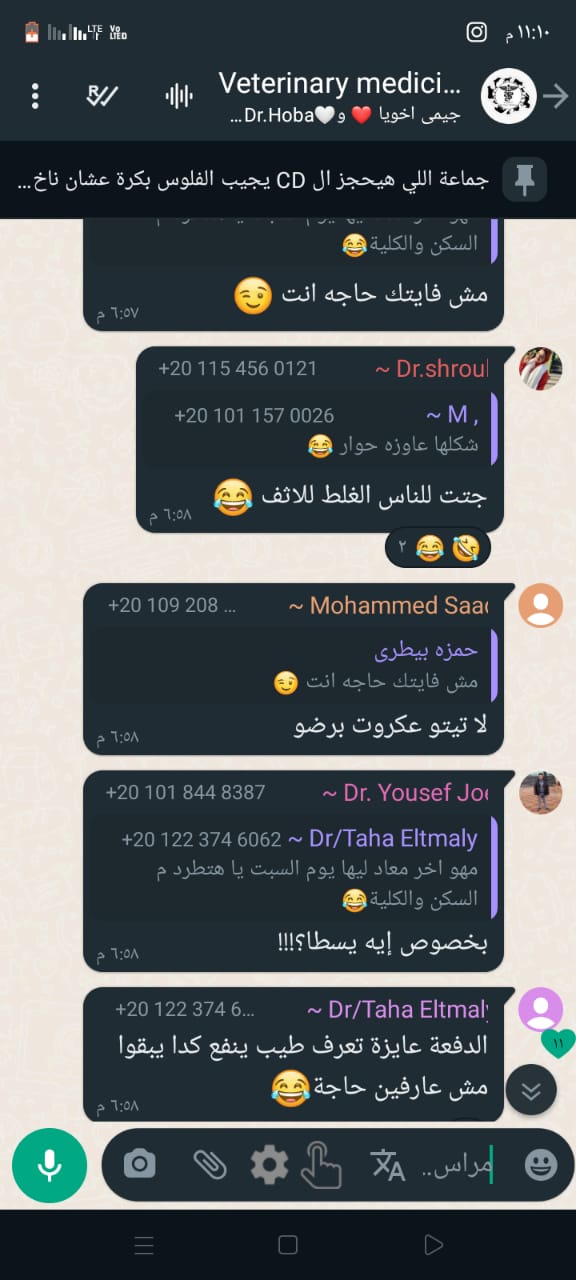 ١١:١٠ م
LTE
Vo
LTED
Veterinary medici...
جيمى اخويا ❤️ و🤍Dr.Hoba...
جماعة اللي هيحجز ال CD يجيب الفلوس بكرة عشان ناخ...
السكن والكلية😂
مش فايتك حاجه انت 😉
٦:٥٧ م
~ Dr.shroul +20 115 456 0121
~ M , +20 101 157 0026
شكلها عاوزه حوار 😂
جتت للناس الغلط للاثف 😂
٦:٥٨ م
🤣😂 ٢
~ Mohammed Saad +20 109 208 ...
حمزه بيطرى
مش فايتك حاجه انت 😉
لا تيتو عكروت برضو
٦:٥٨ م
~ Dr. Yousef Joe +20 101 844 8387
~ Dr/Taha Eltmaly +20 122 374 6062
مهو اخر معاد ليها يوم السبت يا هتطرد م
السكن والكلية😂
بخصوص إيه يسطا؟!!!
٦:٥٨ م
~ Dr/Taha Eltmaly +20 122 374 6...
الدفعة عايزة تعرف طيب ينفع كدا يبقوا
مش عارفين حاجة😂
٦:٥٨ م
١١
مراس..